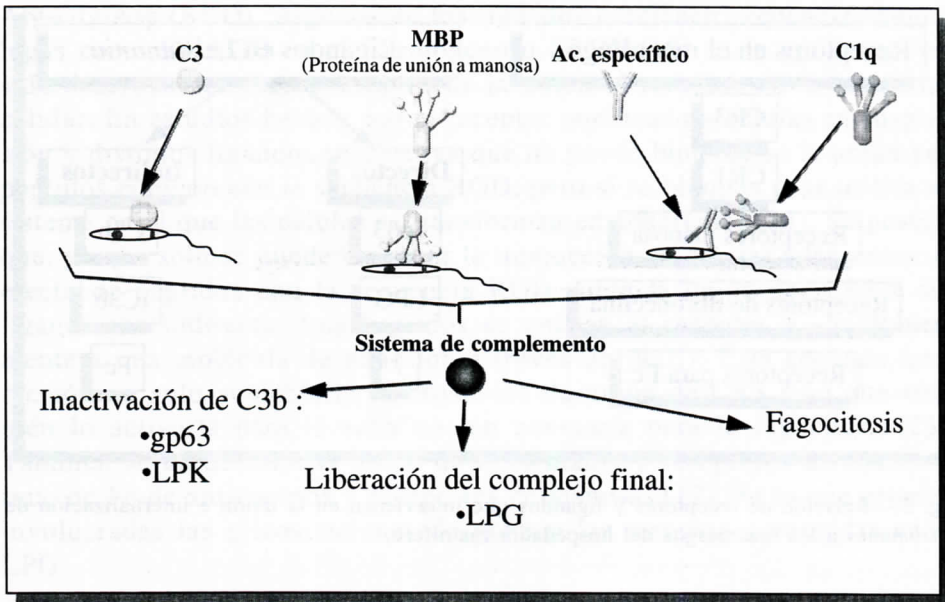 C3
MBP
(Proteína de unión a manosa)
Ac. específico
C1q
Sistema de complemento
Inactivación de C3b :
•gp63
•LPK
Liberación del complejo final:
•LPG
Fagocitosis